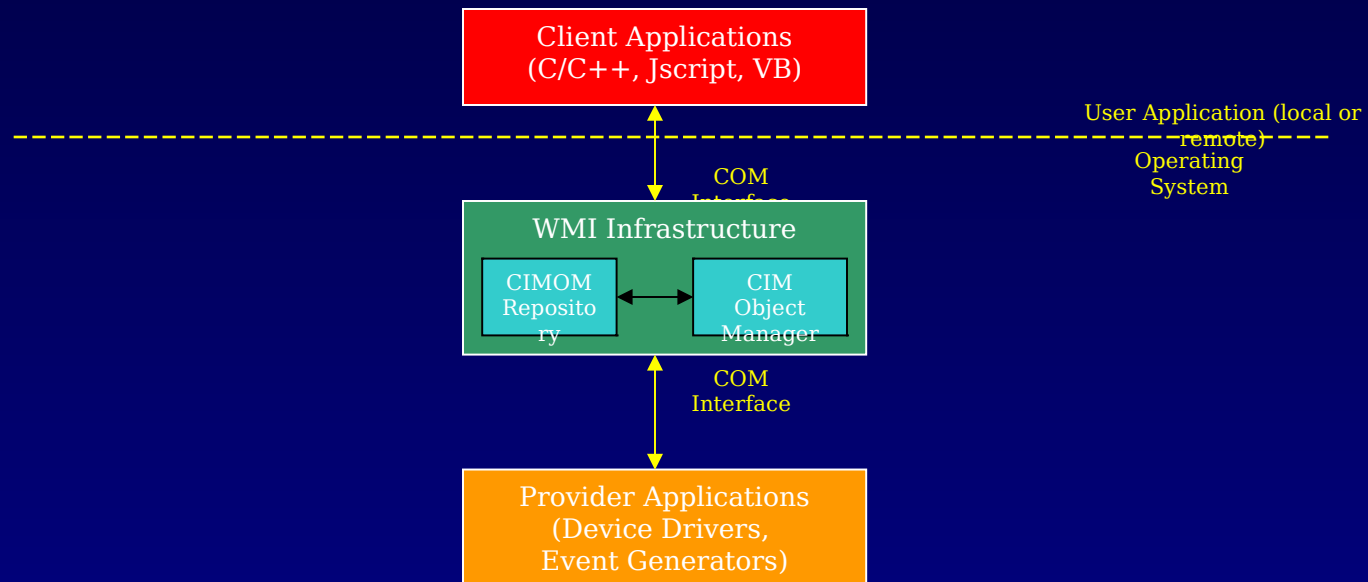 Client Applications
(C/C++, Jscript, VB)
User Application (local or
remote)
Operating
System
COM
Interface
WMI Infrastructure
CIMOM
Reposito
ry
CIM
Object
Manager
COM
Interface
Provider Applications
(Device Drivers,
Event Generators)